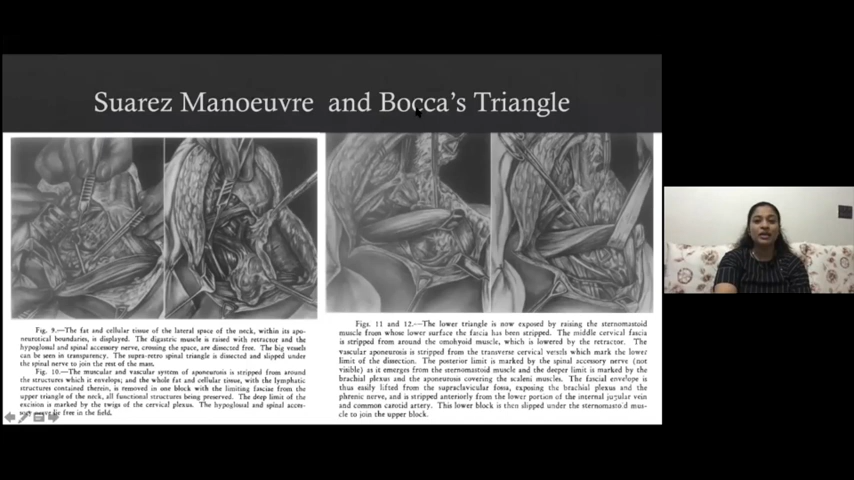 Suarez Manoeuvre and Bocca's Triangle
Fig. 9.—The fat and cellular tissue of the lateral space of the neck, within its apo-
neurotical boundaries, is displayed. The digastric muscle is raised with retractor and the
hypoglossal and spinal accessory nerve, crossing the space, are dissected free. The big vessels
can be seen in transparency. The supra-retro spinal triangle is dissected and slipped under
the spinal nerve to join the rest of the mass.
Fig. 10.—The muscular and vascular system of aponeurosis is stripped from around
the structures which it envelops; and the whole fat and cellular tissue, with the lymphatic
structures contained therein, is removed in one block with the limiting fasciae from the
upper triangle of the neck, all functional structures being preserved. The deep limit of the
excision is marked by the twigs of the cervical plexus. The hypoglossal and spinal acces-
sory nerve lie free in the field.
Figs. 11 and 12.—The lower triangle is now exposed by raising the sternomastoid
muscle from whose lower surface the fascia has been stripped. The middle cervical fascia
is stripped from around the omohyoid muscle, which is lowered by the retractor. The
vascular aponeurosis is stripped from the transverse cervical vessels which mark the lower
limit of the dissection. The posterior limit is marked by the spinal accessory nerve (not
visible) as it emerges from the sternomastoid muscle and the deeper limit is marked by the
brachial plexus and the aponeurosis covering the scaleni muscles. The fascial envelope is
thus easily lifted from the supraclavicular fossa, exposing the brachial plexus and the
phrenic nerve, and is stripped anteriorly from the lower portion of the internal jugular vein
and common carotid artery. This lower block is then slipped under the sternomastoid mus-
cle to join the upper block.